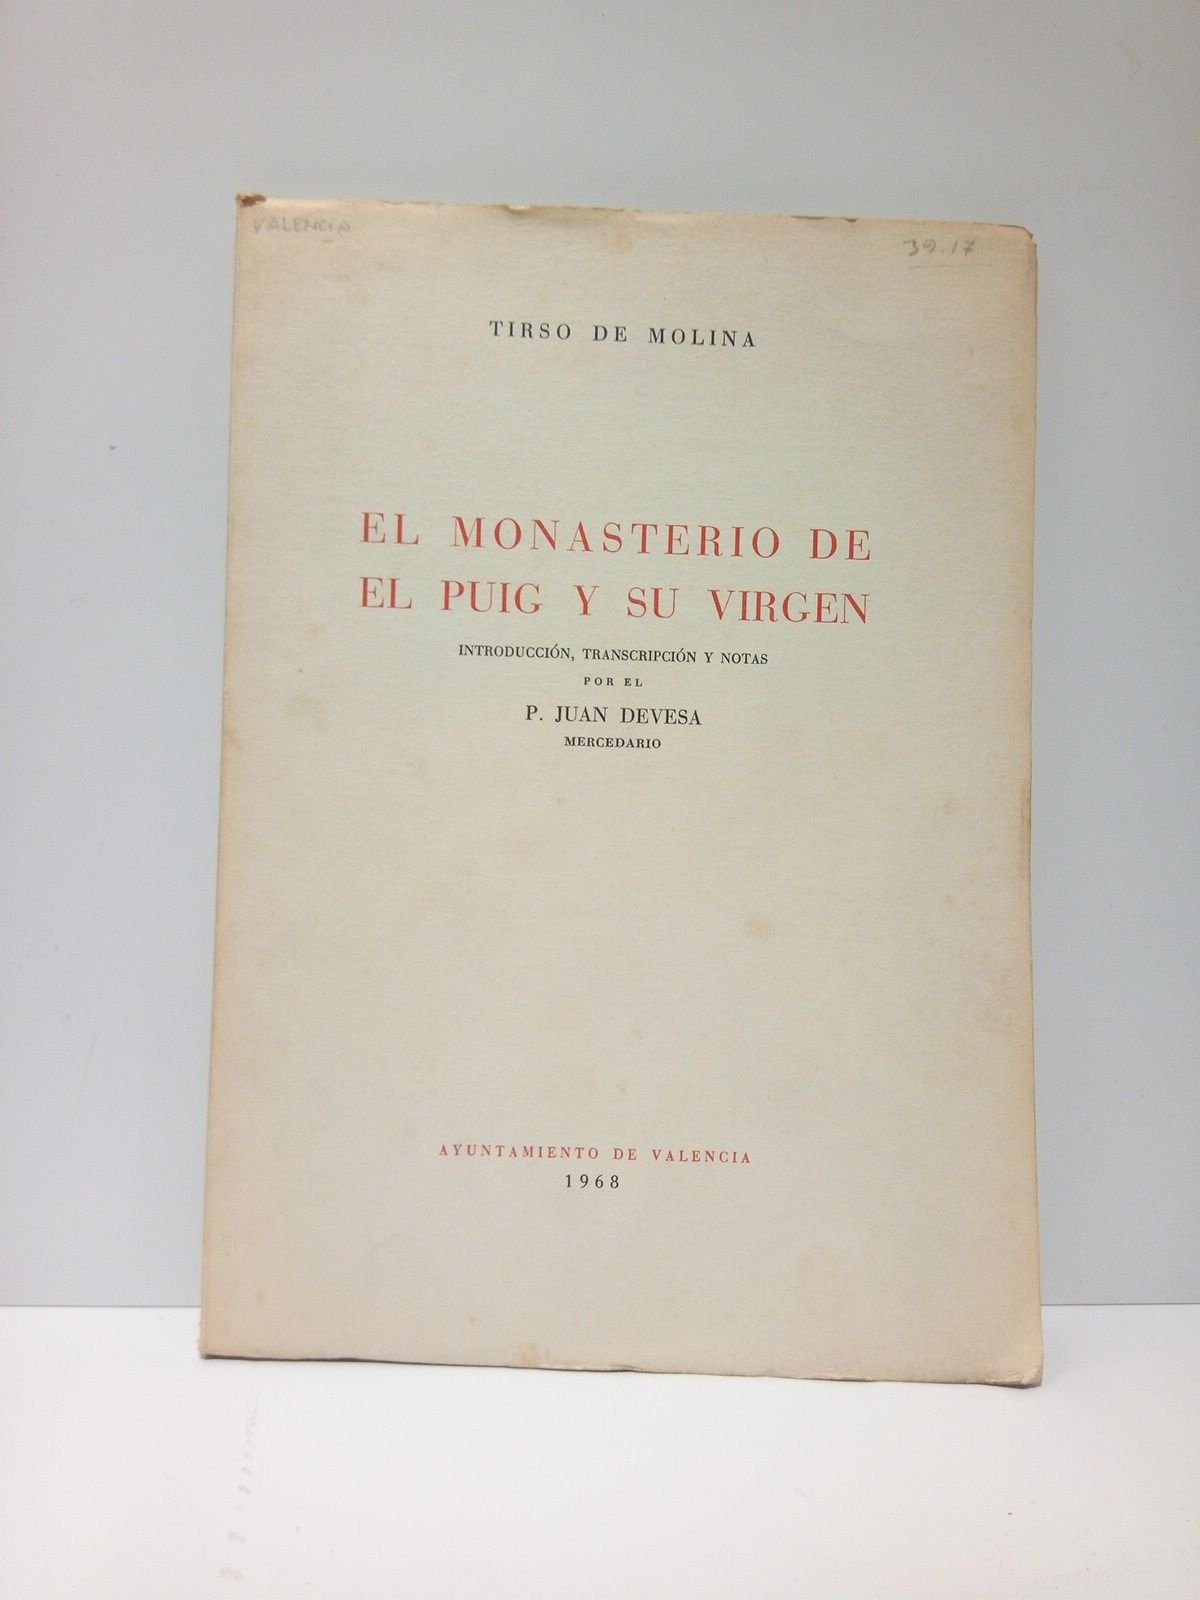 VALENCIA
39.17
TIRSO DE MOLINA
EL MONASTERIO DE
EL PUIG Y SU VIRGEN
INTRODUCCIÓN, TRANSCRIPCIÓN Y NOTAS
POR EL
P. JUAN DEVESA
MERCEDARIO
AYUNTAMIENTO DE VALENCIA
1968